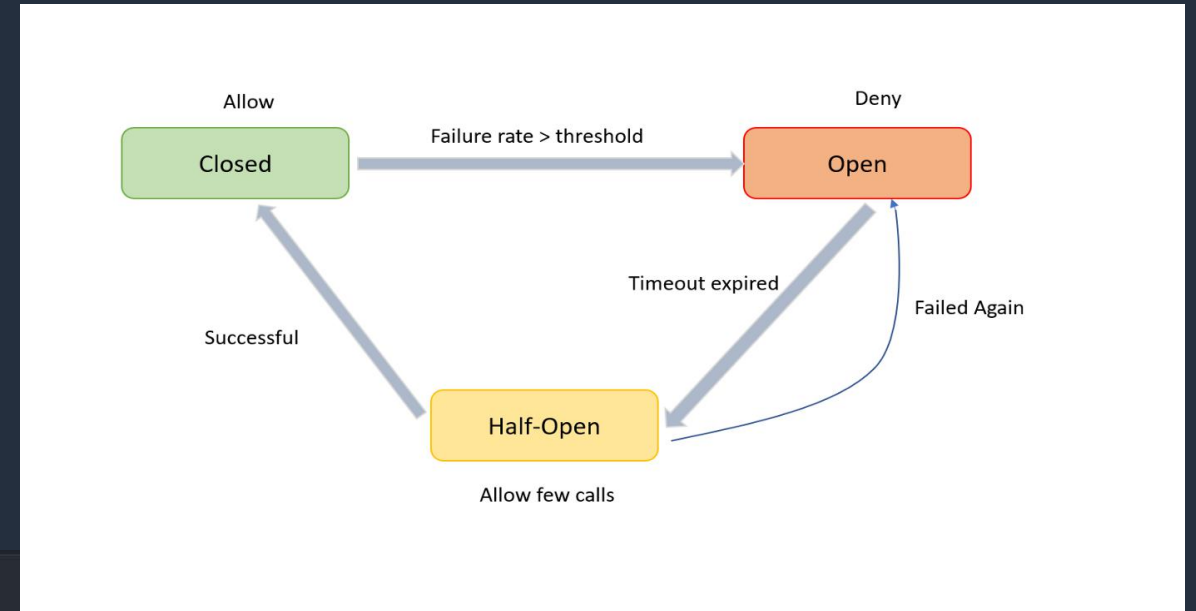 Allow
Deny
Failure rate > threshold
Closed
Open
Timeout expired
Failed Again
Successful
Half-Open
Allow few calls